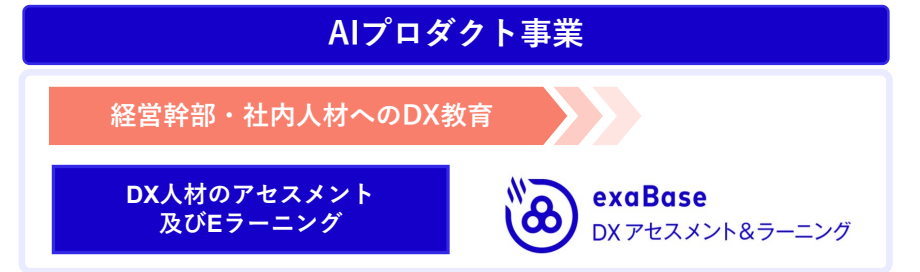 AIプロダクト事業
経営幹部・社内人材へのDX教育
DX人材のアセスメント
及びEラーニング
exaBase
DX アセスメント&ラーニング